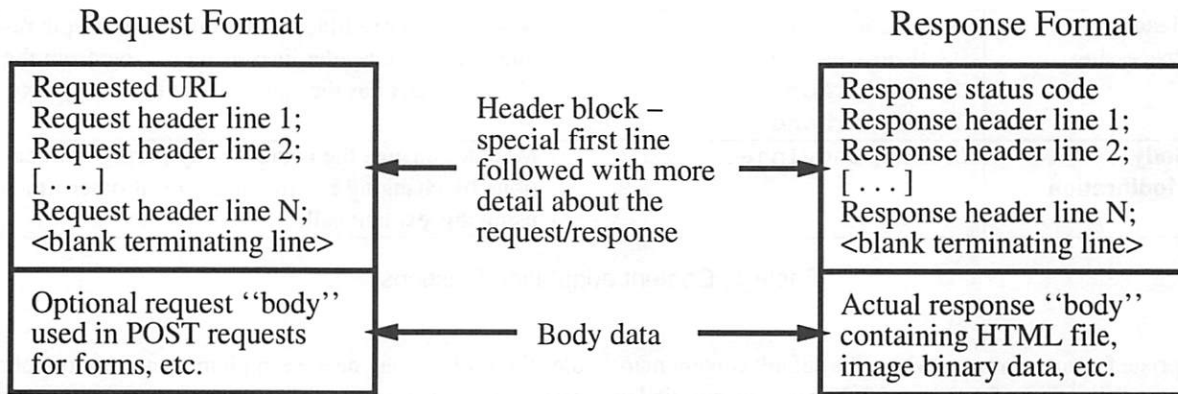 Request Format
Response Format
Requested URL
Request header line 1;
Request header line 2;
[ . . . ]
Request header line N;
<blank terminating line>
Optional request ‘‘body’’
used in POST requests
for forms, etc.
Header block –
special first line
followed with more
detail about the
request/response
Body data
Response status code
Response header line 1;
Response header line 2;
[ . . . ]
Response header line N;
<blank terminating line>
Actual response ‘‘body’’
containing HTML file,
image binary data, etc.